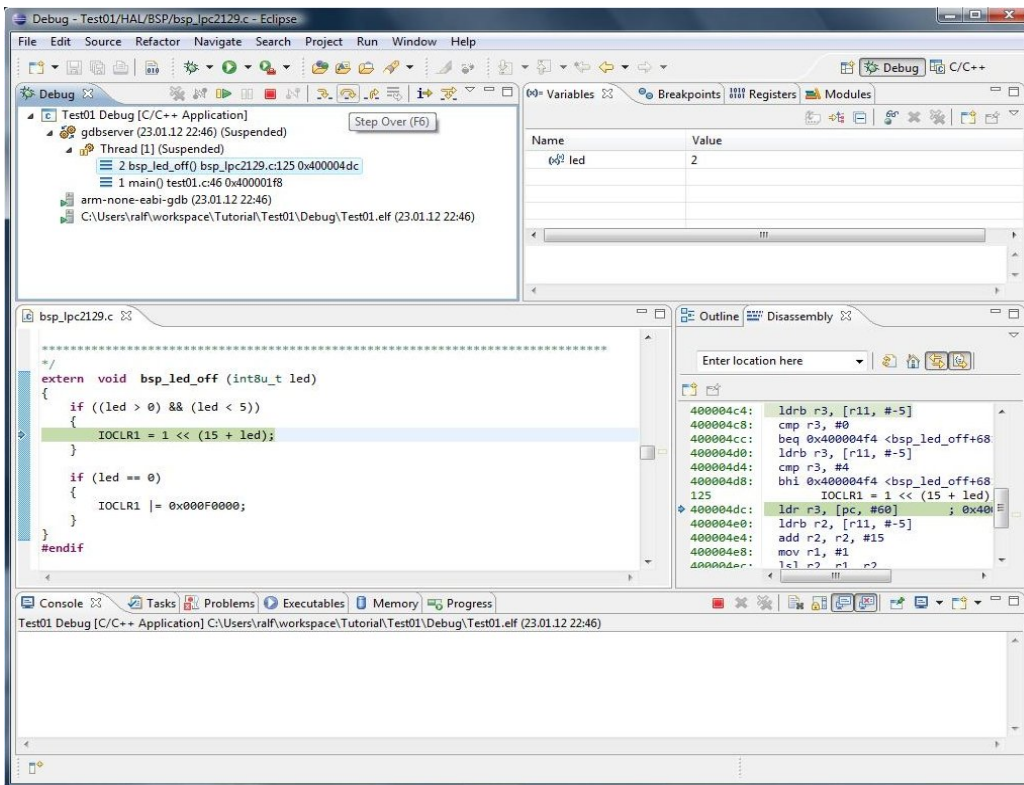 Debug - Test01/HAL/BSP/bsp_lpc2129.c - Eclipse
File Edit Source Refactor Navigate Search Project Run Window Help
Debug C/C++
Debug
Step Over (F6)
Test01 Debug [C/C++ Application]
gdbserver (23.01.12 22:46) (Suspended)
Thread [1] (Suspended)
2 bsp_led_off() bsp_lpc2129.c:125 0x400004dc
1 main() test01.c:46 0x400001f8
arm-none-eabi-gdb (23.01.12 22:46)
C:\Users\ralf\workspace\Tutorial\Test01\Debug\Test01.elf (23.01.12 22:46)
(x)= Variables Breakpoints Registers Modules
Name Value
led 2
bsp_lpc2129.c
*/
extern void bsp_led_off (int8u_t led)
{
if ((led > 0) && (led < 5))
{
IOCLR1 = 1 << (15 + led);
}
if (led == 0)
{
IOCLR1 |= 0x000F0000;
}
}
#endif
Outline Disassembly
Enter location here
400004c4: ldrb r3, [r11, #-5]
400004c8: cmp r3, #0
400004cc: beq 0x400004f4 <bsp_led_off+68
400004d0: ldrb r3, [r11, #-5]
400004d4: cmp r3, #4
400004d8: bhi 0x400004f4 <bsp_led_off+68
125 IOCLR1 = 1 << (15 + led)
400004dc: ldr r3, [pc, #60] ; 0x400
400004e0: ldrb r2, [r11, #-5]
400004e4: add r2, r2, #15
400004e8: mov r1, #1
400004ec: lsl r2, r1, r2
Console Tasks Problems Executables Memory Progress
Test01 Debug [C/C++ Application] C:\Users\ralf\workspace\Tutorial\Test01\Debug\Test01.elf (23.01.12 22:46)